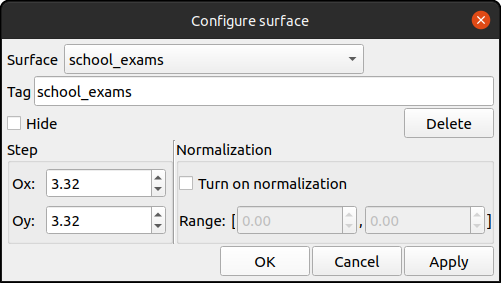 Configure surface
Surface school_exams
Tag school_exams
Hide Delete
Step Normalization
Ox: 3.32 Turn on normalization
Oy: 3.32 Range: [ 0.00 , 0.00 ]
OK Cancel Apply